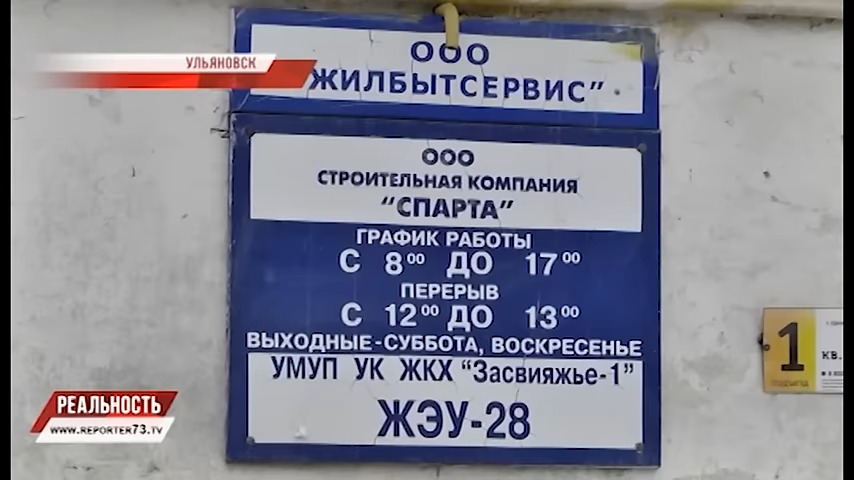 УЛЬЯНОВСК
ООО
ЖИЛБЫТСЕРВИС"
ООО
СТРОИТЕЛЬНАЯ КОМПАНИЯ
"СПАРТА"
ГРАФИК РАБОТЫ
С 8⁰⁰ ДО 17⁰⁰
ПЕРЕРЫВ
С 12⁰⁰ ДО 13⁰⁰
ВЫХОДНЫЕ-СУББОТА, ВОСКРЕСЕНЬЕ
УМУП УК ЖКХ "Засвияжье-1"
ЖЭУ-28
1
ПОДЪЕЗД
КВ.
РЕАЛЬНОСТЬ
WWW.REPORTER73.TV